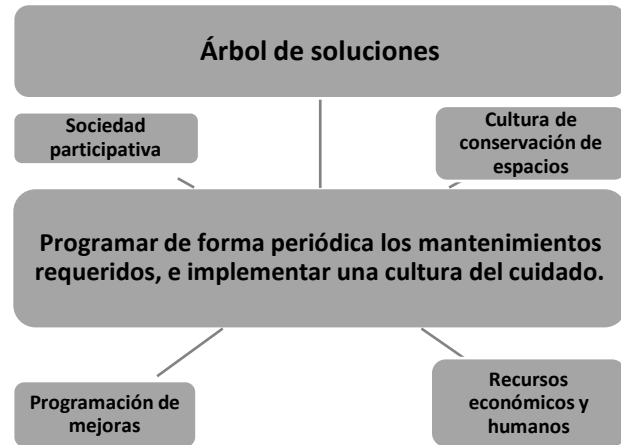 Árbol de soluciones
Sociedad
participativa
Cultura de
conservación de
espacios
Programar de forma periódica los mantenimientos
requeridos, e implementar una cultura del cuidado.
Programación de
mejoras
Recursos
económicos y
humanos